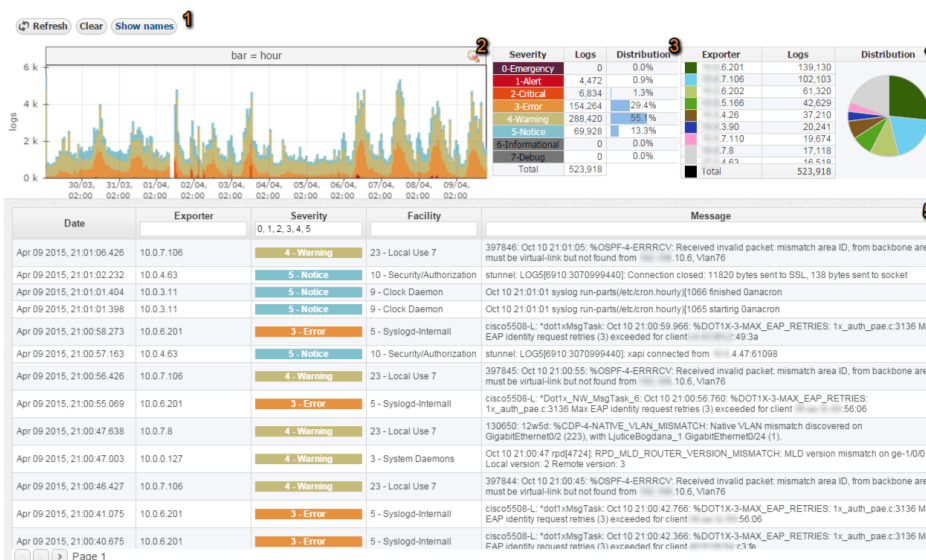 Refresh Clear Show names 1
bar = hour
2
6 k
4 k
2 k
0 k
logs
30/03, 02:00 31/03, 02:00 01/04, 02:00 02/04, 02:00 03/04, 02:00 04/04, 02:00 05/04, 02:00 06/04, 02:00 07/04, 02:00 08/04, 02:00 09/04, 02:00
Severity Logs Distribution 3
0-Emergency 0 0.0%
1-Alert 4,472 0.9%
2-Critical 6,834 1.3%
3-Error 154,264 29.4%
4-Warning 288,420 55.1%
5-Notice 69,928 13.3%
6-Informational 0 0.0%
7-Debug 0 0.0%
Total 523,918
Exporter Logs Distribution
.6.201 139,130
.7.106 102,103
.6.202 61,320
.5.166 42,629
.4.26 37,210
.3.90 20,241
.7.110 19,674
.7.8 17,118
4.63 16,518
Total 523,918
Date Exporter Severity Facility Message
0, 1, 2, 3, 4, 5
Apr 09 2015, 21:01:06.426 10.0.7.106 4 - Warning 23 - Local Use 7 397846: Oct 10 21:01:05: %OSPF-4-ERRRCV: Received invalid packet: mismatch area ID, from backbone are
must be virtual-link but not found from .10.6, Vlan76
Apr 09 2015, 21:01:02.232 10.0.4.63 5 - Notice 10 - Security/Authorization stunnel: LOG5[6910:3070999440]: Connection closed: 11820 bytes sent to SSL, 138 bytes sent to socket
Apr 09 2015, 21:01:01.404 10.0.3.11 5 - Notice 9 - Clock Daemon Oct 10 21:01:01 syslog run-parts(/etc/cron.hourly)[1066 finished 0anacron
Apr 09 2015, 21:01:01.398 10.0.3.11 5 - Notice 9 - Clock Daemon Oct 10 21:01:01 syslog run-parts(/etc/cron.hourly)[1065 starting 0anacron
Apr 09 2015, 21:00:58.273 10.0.6.201 3 - Error 5 - Syslogd-Internall cisco5508-L: *dot1xMsgTask: Oct 10 21:00:59.966: %DOT1X-3-MAX_EAP_RETRIES: 1x_auth_pae.c:3136 M
EAP identity request retries (3) exceeded for client :49:3a
Apr 09 2015, 21:00:57.163 10.0.4.63 5 - Notice 10 - Security/Authorization stunnel: LOG5[6910:3070999440]: xapi connected from .4.47:61098
Apr 09 2015, 21:00:56.426 10.0.7.106 4 - Warning 23 - Local Use 7 397845: Oct 10 21:00:55: %OSPF-4-ERRRCV: Received invalid packet: mismatch area ID, from backbone are
must be virtual-link but not found from .10.6, Vlan76
Apr 09 2015, 21:00:55.069 10.0.6.201 3 - Error 5 - Syslogd-Internall cisco5508-L: *Dot1x_NW_MsgTask_6: Oct 10 21:00:56.760: %DOT1X-3-MAX_EAP_RETRIES:
1x_auth_pae.c:3136 Max EAP identity request retries (3) exceeded for client :56:06
Apr 09 2015, 21:00:47.638 10.0.7.8 4 - Warning 23 - Local Use 7 130650: 12w5d: %CDP-4-NATIVE_VLAN_MISMATCH: Native VLAN mismatch discovered on
GigabitEthernet0/2 (223), with LjuticeBogdana_1 GigabitEthernet0/24 (1).
Apr 09 2015, 21:00:47.003 10.0.0.127 4 - Warning 3 - System Daemons Oct 10 21:00:47 rpd[4724]: RPD_MLD_ROUTER_VERSION_MISMATCH: MLD version mismatch on ge-1/0/0.
Local version: 2 Remote version: 3
Apr 09 2015, 21:00:46.427 10.0.7.106 4 - Warning 23 - Local Use 7 397844: Oct 10 21:00:45: %OSPF-4-ERRRCV: Received invalid packet: mismatch area ID, from backbone are
must be virtual-link but not found from .10.6, Vlan76
Apr 09 2015, 21:00:41.075 10.0.6.201 3 - Error 5 - Syslogd-Internall cisco5508-L: *dot1xMsgTask: Oct 10 21:00:42.766: %DOT1X-3-MAX_EAP_RETRIES: 1x_auth_pae.c:3136 M
EAP identity request retries (3) exceeded for client :56:06
Apr 09 2015, 21:00:40.675 10.0.6.201 3 - Error 5 - Syslogd-Internall cisco5508-L: *dot1xMsgTask: Oct 10 21:00:42.366: %DOT1X-3-MAX_EAP_RETRIES: 1x_auth_pae.c:3136 M
EAP identity request retries (3) exceeded for client :c3:fe
Page 1